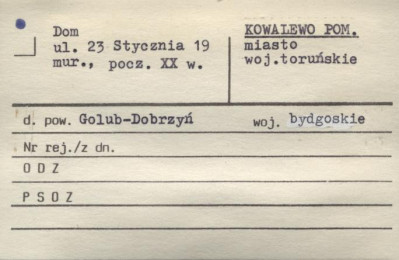 Dom
ul. 23 Stycznia 19
mur., pocz. XX w.
KOWALEWO POM.
miasto
woj.toruńskie
d. pow. Golub-Dobrzyń woj. bydgoskie
Nr rej./z dn.
O D Z
P S O Z